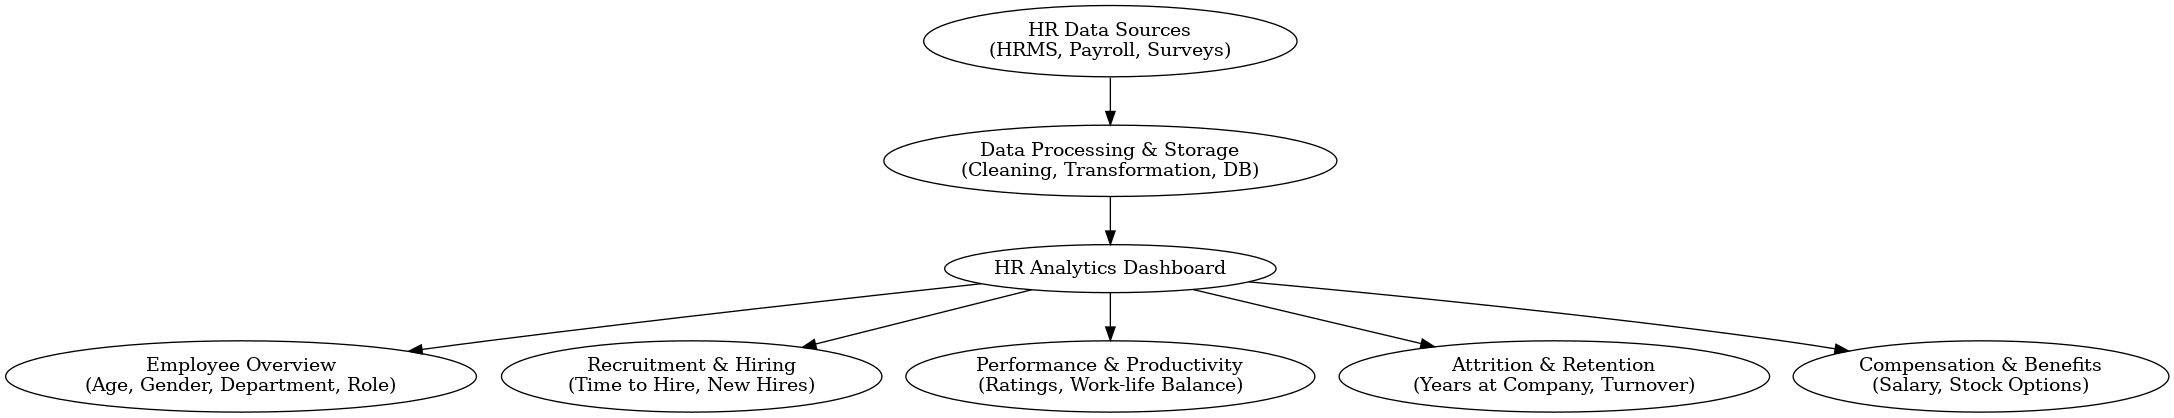 HR Data Sources
(HRMS, Payroll, Surveys)
Data Processing & Storage
(Cleaning, Transformation, DB)
HR Analytics Dashboard
Employee Overview
(Age, Gender, Department, Role)
Recruitment & Hiring
(Time to Hire, New Hires)
Performance & Productivity
(Ratings, Work-life Balance)
Attrition & Retention
(Years at Company, Turnover)
Compensation & Benefits
(Salary, Stock Options)